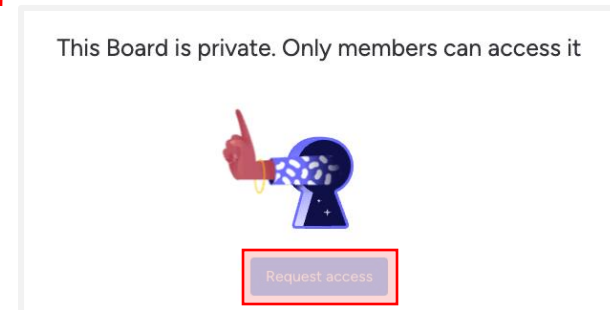 This Board is private. Only members can access it
Request access